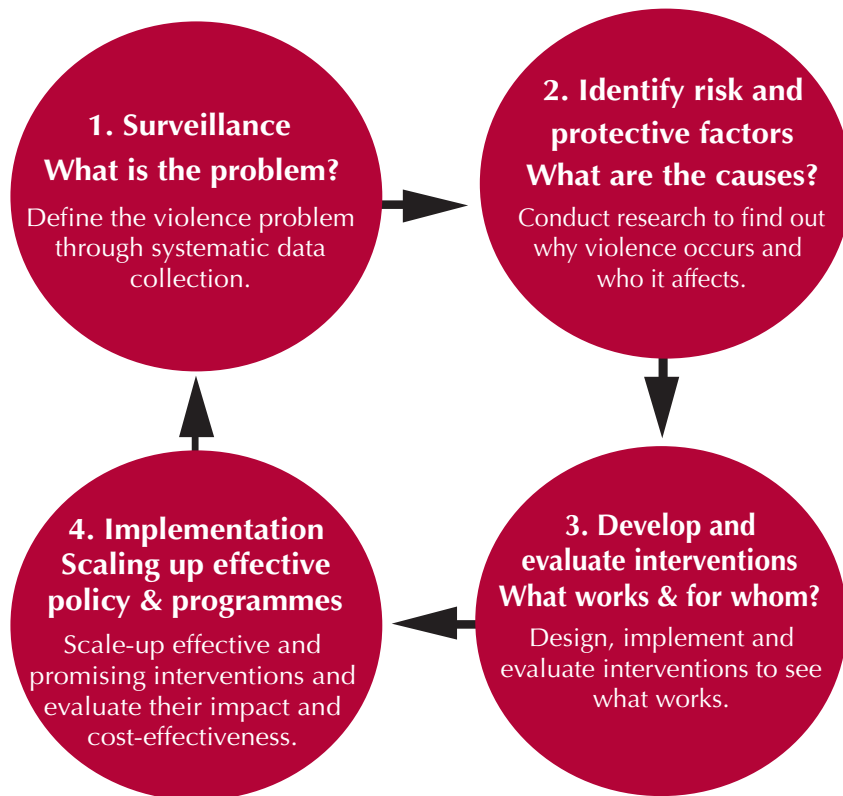 1. Surveillance
What is the problem?
Define the violence problem
through systematic data
collection.
2. Identify risk and
protective factors
What are the causes?
Conduct research to find out
why violence occurs and
who it affects.
3. Develop and
evaluate interventions
What works & for whom?
Design, implement and
evaluate interventions to see
what works.
4. Implementation
Scaling up effective
policy & programmes
Scale-up effective and
promising interventions and
evaluate their impact and
cost-effectiveness.